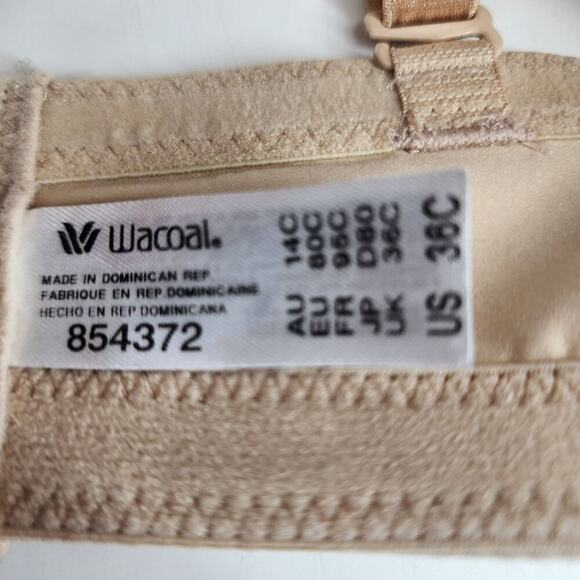 Wacoal®
MADE IN DOMINICAN REP.
FABRIQUE EN REP. DOMINICAINE
HECHO EN REP DOMINICANA
854372
AU 14C
EU 80C
FR 95C
JP D80
UK 36C
US 36C